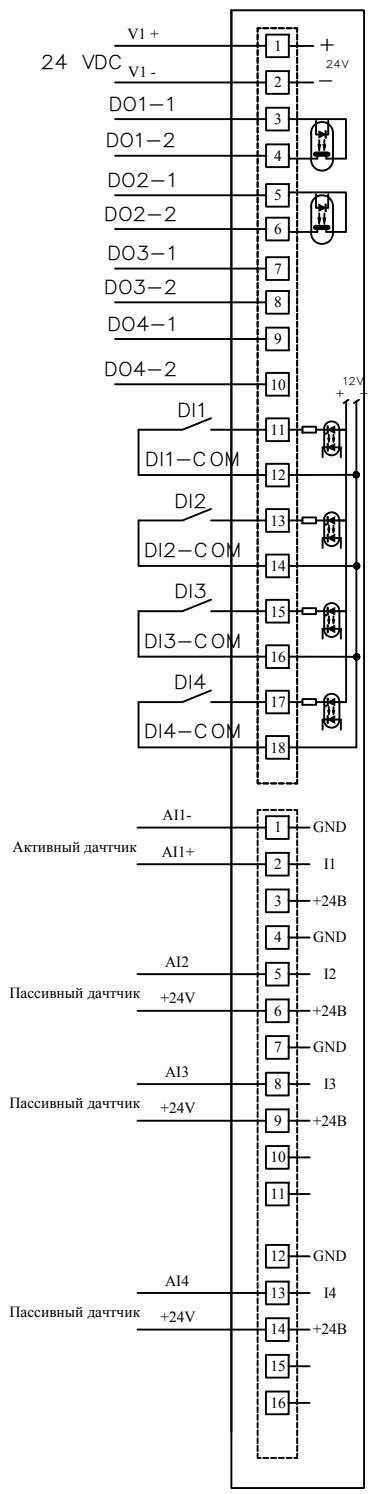 V1 +
1
+
24 VDC
24V
V1 -
2
−
DO1-1
3
DO1-2
4
DO2-1
5
DO2-2
6
DO3-1
7
DO3-2
8
DO4-1
9
DO4-2
10
+ 12V -
DI1
11
DI1-COM
12
DI2
13
DI2-COM
14
DI3
15
DI3-COM
16
DI4
17
DI4-COM
18
AI1-
1
GND
Активный датчик
AI1+
2
I1
3
+24В
4
GND
AI2
5
I2
Пассивный датчик
+24V
6
+24В
7
GND
AI3
8
I3
Пассивный датчик
+24V
9
+24В
10
11
12
GND
AI4
13
I4
Пассивный датчик
+24V
14
+24В
15
16